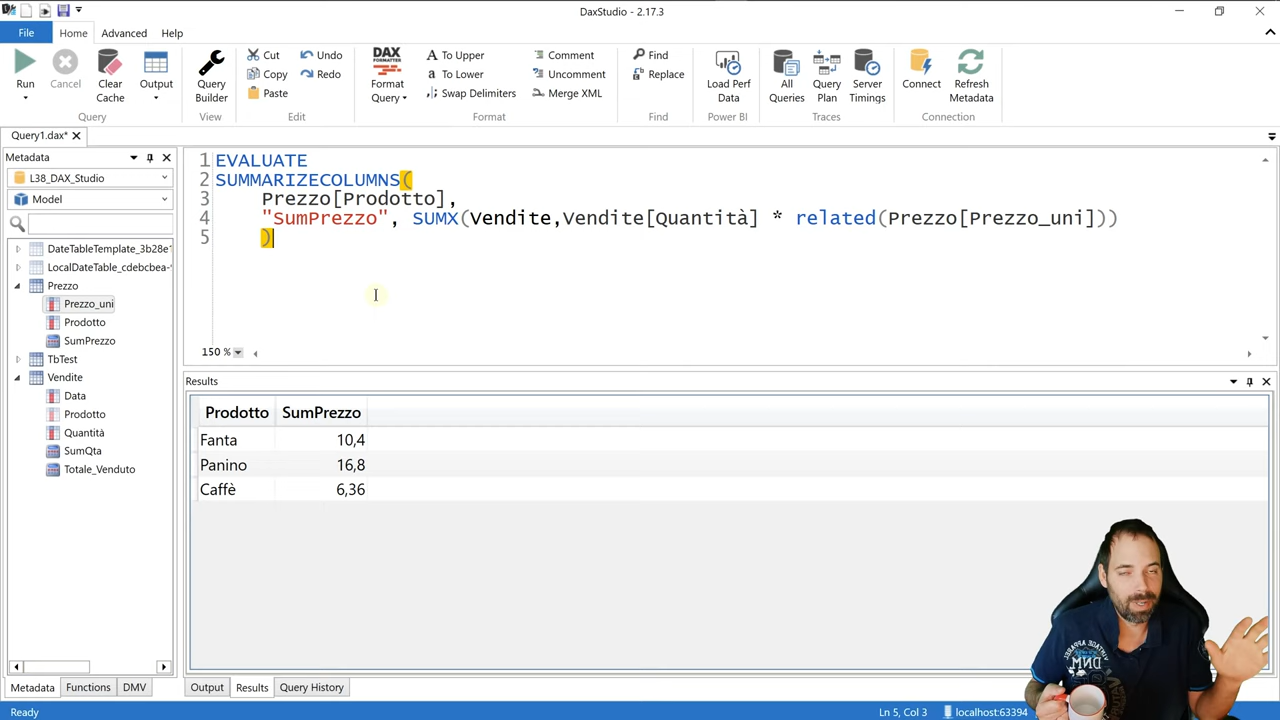 DaxStudio - 2.17.3
File Home Advanced Help
Run
Cancel
Clear Cache
Output
Query
Query Builder
View
Cut
Copy
Paste
Undo
Redo
Edit
DAX
FORMATTER
Format Query
To Upper
To Lower
Swap Delimiters
Comment
Uncomment
Merge XML
Format
Find
Replace
Find
Load Perf Data
Power BI
All Queries
Query Plan
Server Timings
Traces
Connect
Refresh Metadata
Connection
Query1.dax*
Metadata
L38_DAX_Studio
Model
DateTableTemplate_3b28e1
LocalDateTable_cdebcbea-
Prezzo
Prezzo_uni
Prodotto
SumPrezzo
TbTest
Vendite
Data
Prodotto
Quantità
SumQta
Totale_Venduto
Metadata Functions DMV
1 EVALUATE
2 SUMMARIZECOLUMNS(
3 Prezzo[Prodotto],
4 "SumPrezzo", SUMX(Vendite,Vendite[Quantità] * related(Prezzo[Prezzo_uni]))
5 )
150 %
Results
Prodotto SumPrezzo
Fanta 10,4
Panino 16,8
Caffè 6,36
Output Results Query History
Ready
Ln 5, Col 3
localhost:63394
VINTAGE APPAREL